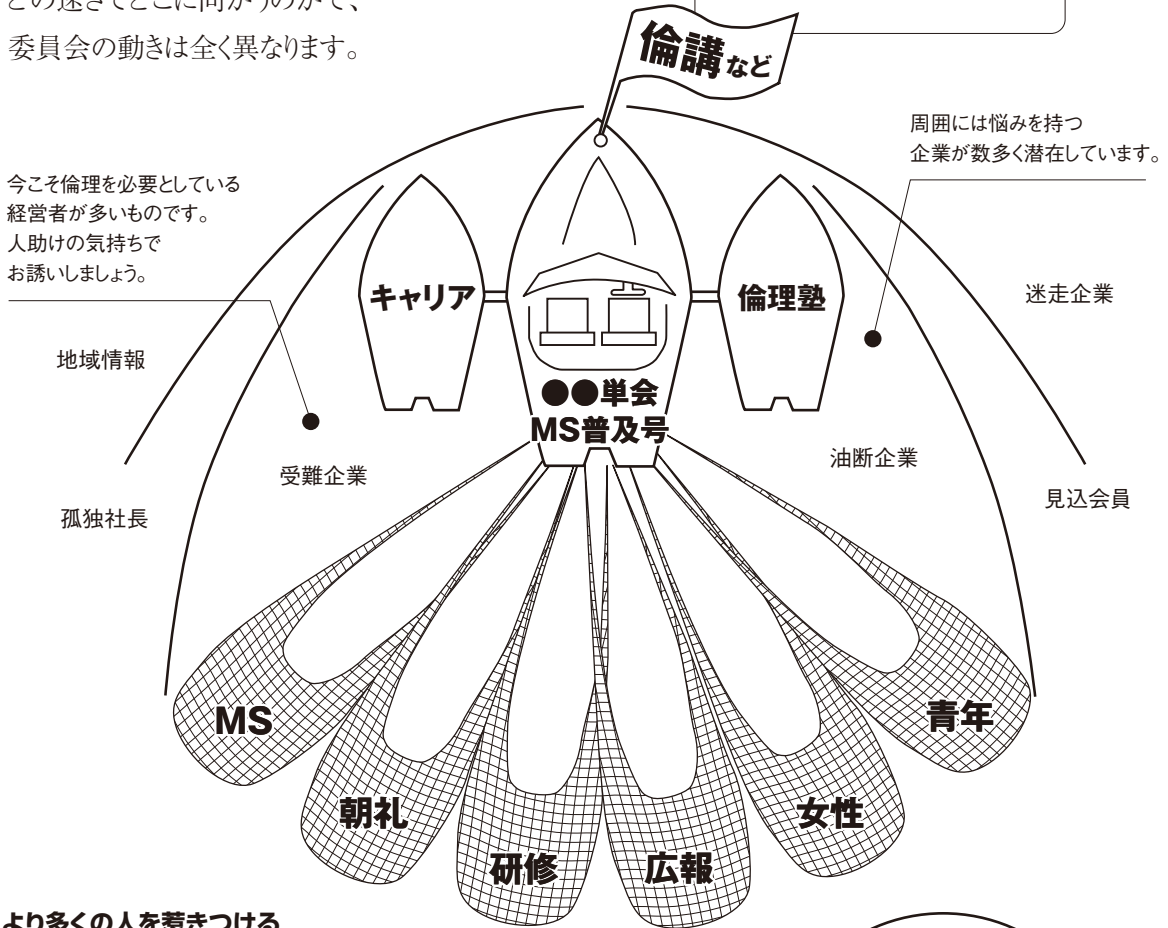 どの速さでどこに向かうのかで、
委員会の動きは全く異なります。
倫講など
周囲には悩みを持つ
企業が数多く潜在しています。
今こそ倫理を必要としている
経営者が多いものです。
人助けの気持ちで
お誘いしましょう。
キャリア
倫理塾
迷走企業
地域情報
●●単会
MS普及号
受難企業
油断企業
孤独社長
見込会員
MS
青年
朝礼
女性
研修
広報
より多くの人を惹きつける